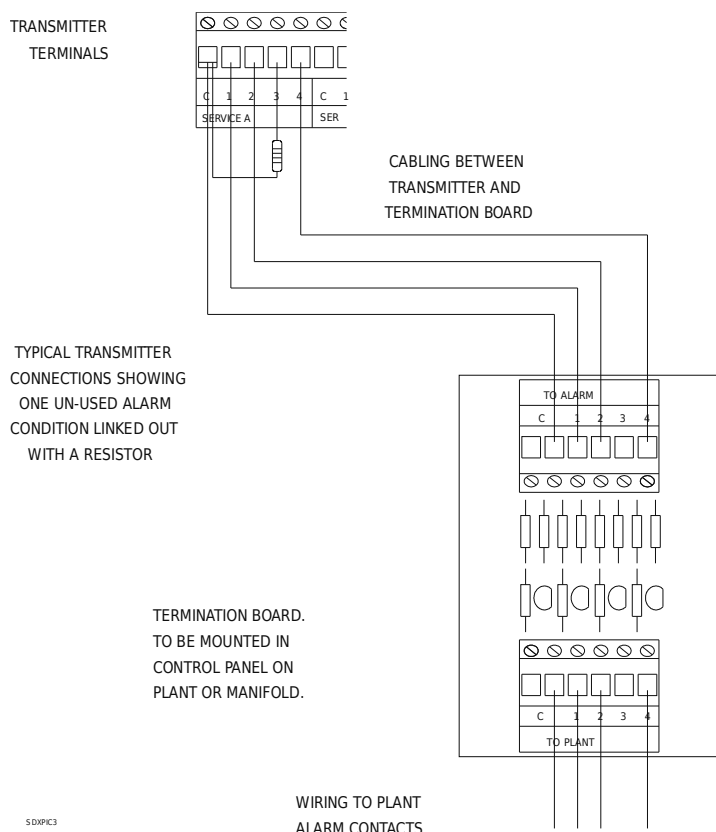 TRANSMITTER
TERMINALS
C 1 2 3 4 C 1
SERVICE A SER
CABLING BETWEEN
TRANSMITTER AND
TERMINATION BOARD
TYPICAL TRANSMITTER
CONNECTIONS SHOWING
ONE UN-USED ALARM
CONDITION LINKED OUT
WITH A RESISTOR
TO ALARM
C 1 2 3 4
TERMINATION BOARD.
TO BE MOUNTED IN
CONTROL PANEL ON
PLANT OR MANIFOLD.
C 1 2 3 4
TO PLANT
WIRING TO PLANT
ALARM CONTACTS
SDXPIC3